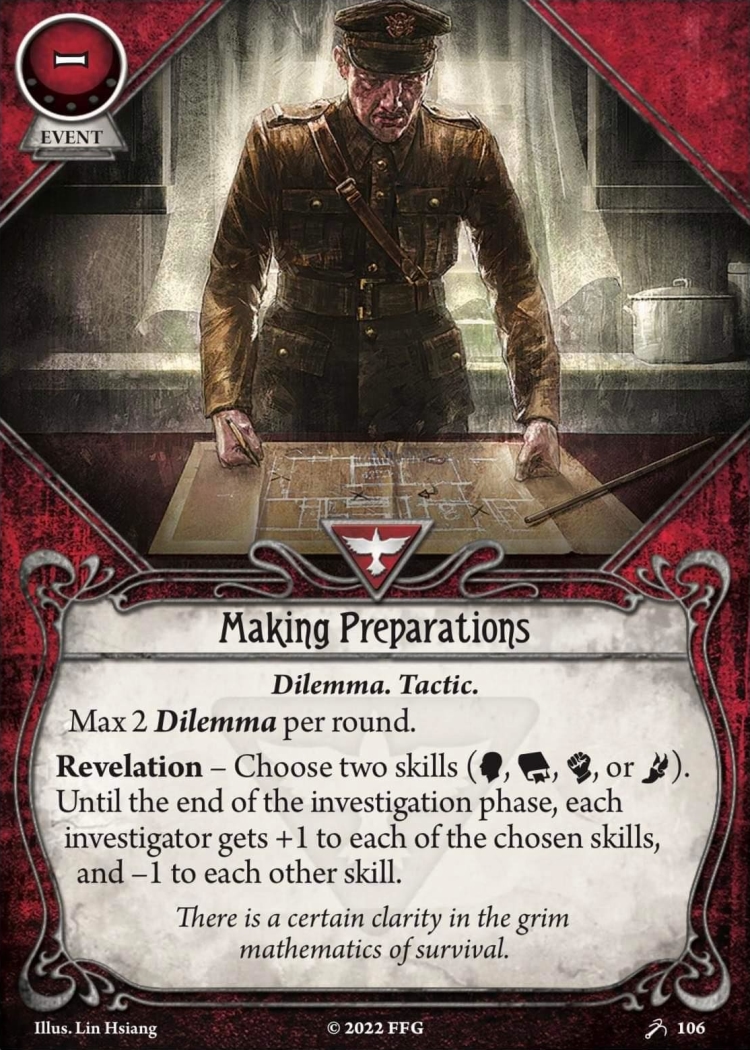 –
EVENT
Making Preparations
Dilemma. Tactic.
Max 2 Dilemma per round.
Revelation – Choose two skills ( , , , or ).
Until the end of the investigation phase, each
investigator gets +1 to each of the chosen skills,
and –1 to each other skill.
There is a certain clarity in the grim
mathematics of survival.
Illus. Lin Hsiang
© 2022 FFG
106